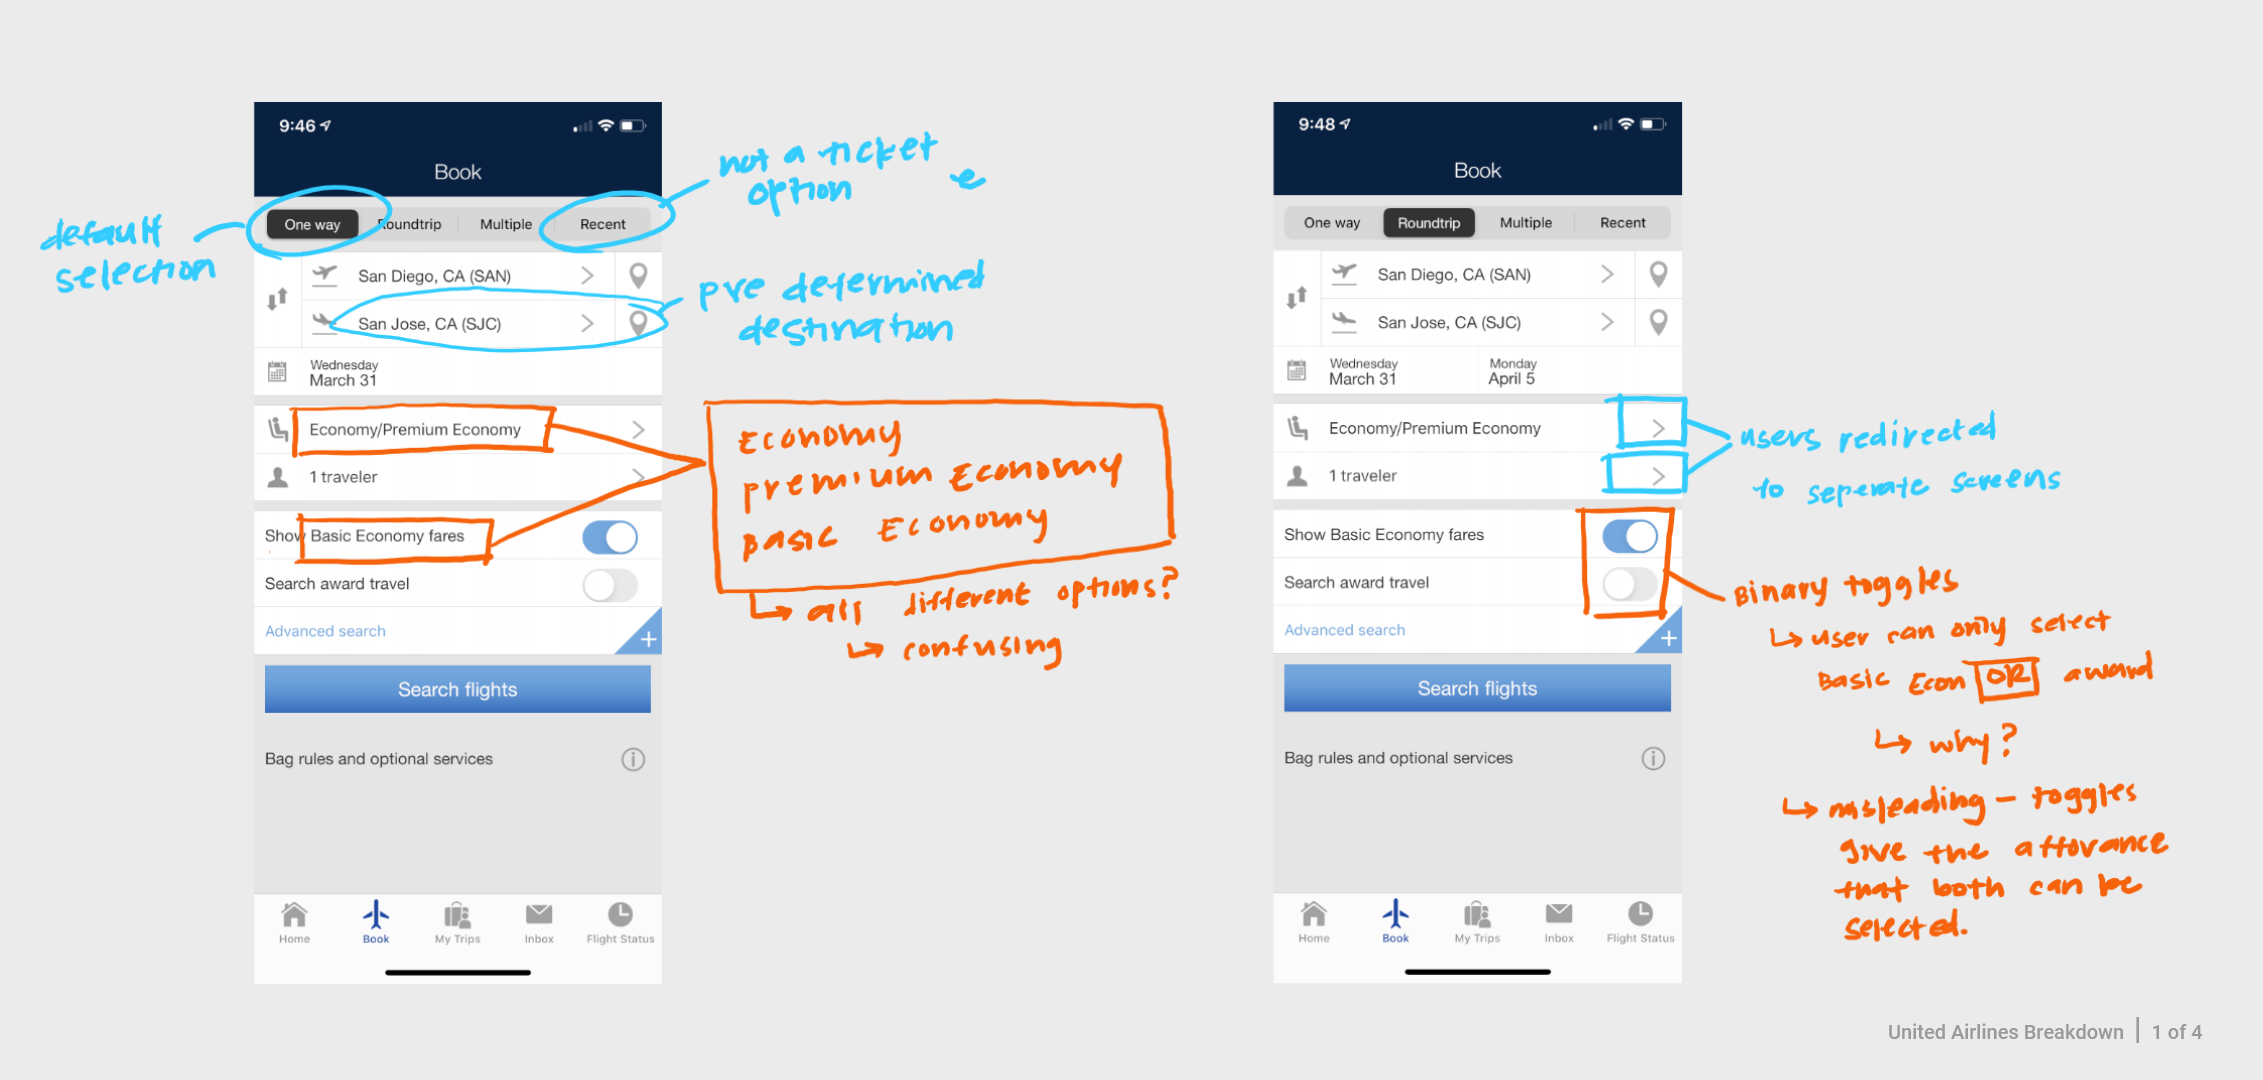 9:46
Book
One way
Roundtrip
Multiple
Recent
San Diego, CA (SAN)
San Jose, CA (SJC)
Wednesday
March 31
Economy/Premium Economy
1 traveler
Show Basic Economy fares
Search award travel
Advanced search
Search flights
Bag rules and optional services
Home
Book
My Trips
Inbox
Flight Status
default
selection
not a ticket
option
pre determined
destination
Economy
premium Economy
Basic Economy
all different options?
confusing
9:48
Book
One way
Roundtrip
Multiple
Recent
San Diego, CA (SAN)
San Jose, CA (SJC)
Wednesday
March 31
Monday
April 5
Economy/Premium Economy
1 traveler
Show Basic Economy fares
Search award travel
Advanced search
Search flights
Bag rules and optional services
Home
Book
My Trips
Inbox
Flight Status
users redirected
to seperate screens
Binary toggles
user can only select
Basic Econ OR award
why?
misleading - toggles
give the afforance
that both can be
selected.
United Airlines Breakdown | 1 of 4